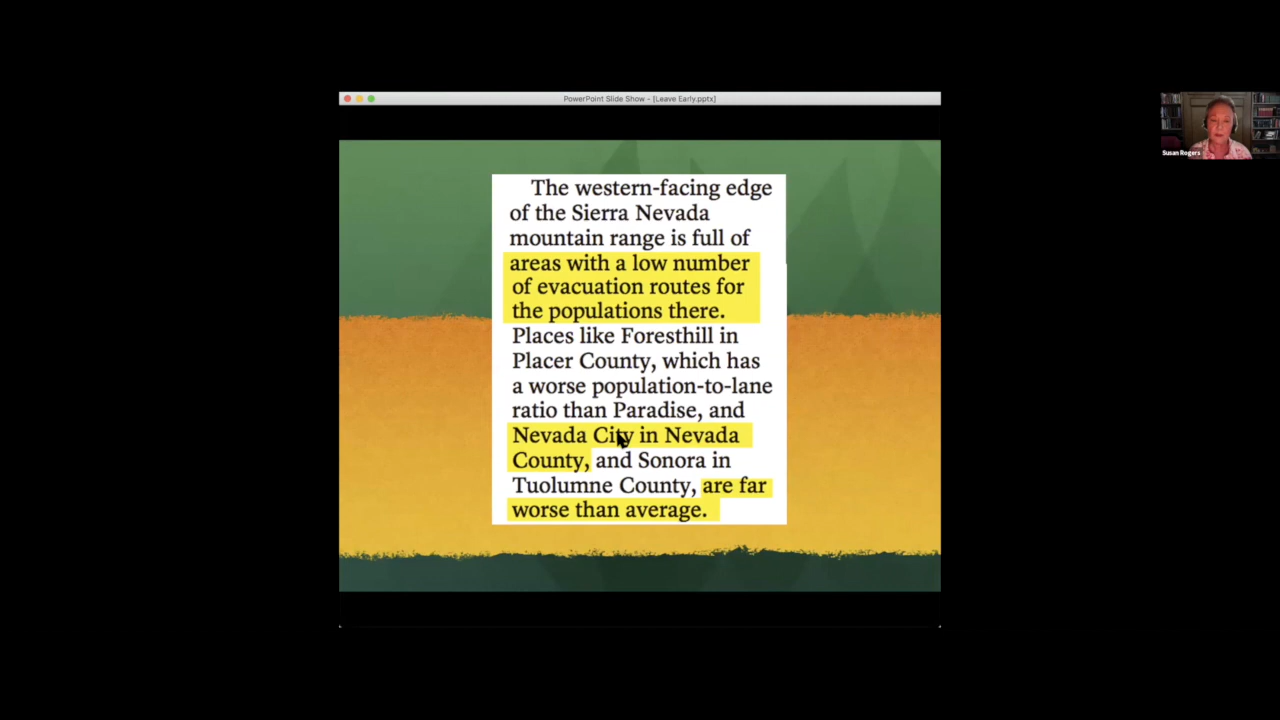 PowerPoint Slide Show - [Leave Early.pptx]
The western-facing edge
of the Sierra Nevada
mountain range is full of
areas with a low number
of evacuation routes for
the populations there.
Places like Foresthill in
Placer County, which has
a worse population-to-lane
ratio than Paradise, and
Nevada City in Nevada
County, and Sonora in
Tuolumne County, are far
worse than average.
Susan Rogers